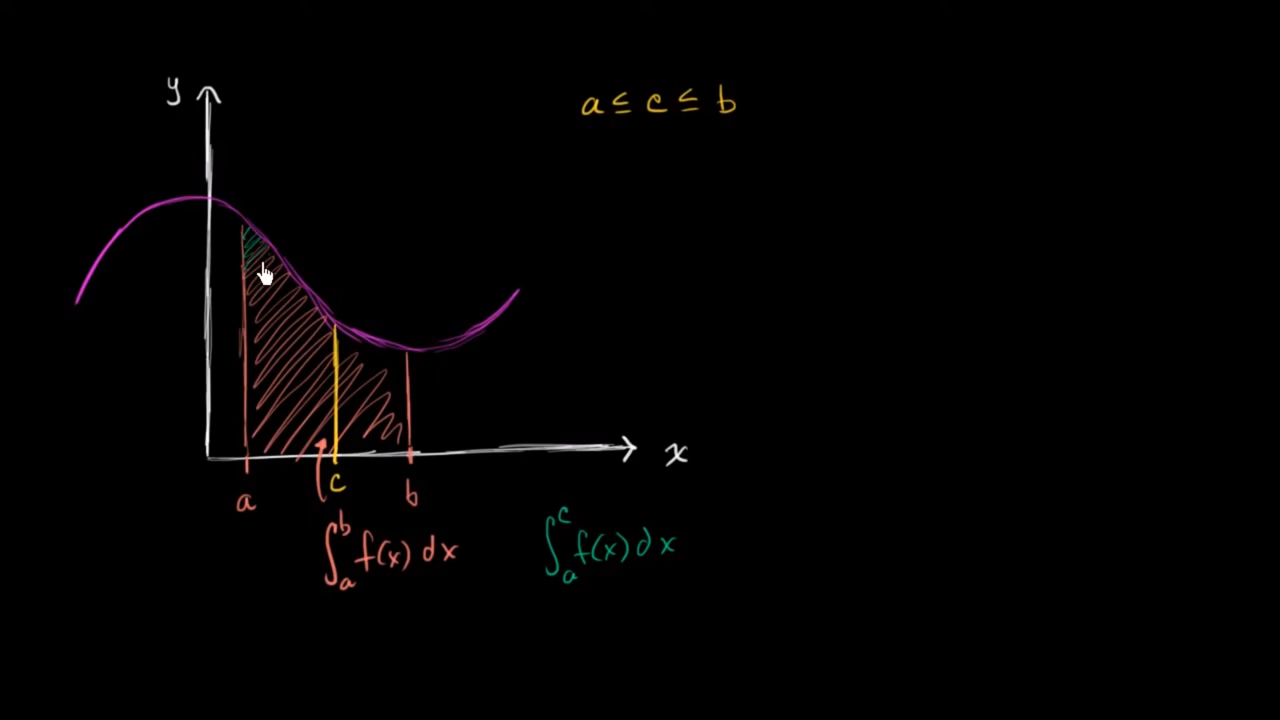 y
a ≤ c ≤ b
x
a
c
b
∫_a^b f(x) dx
∫_a^c f(x) dx